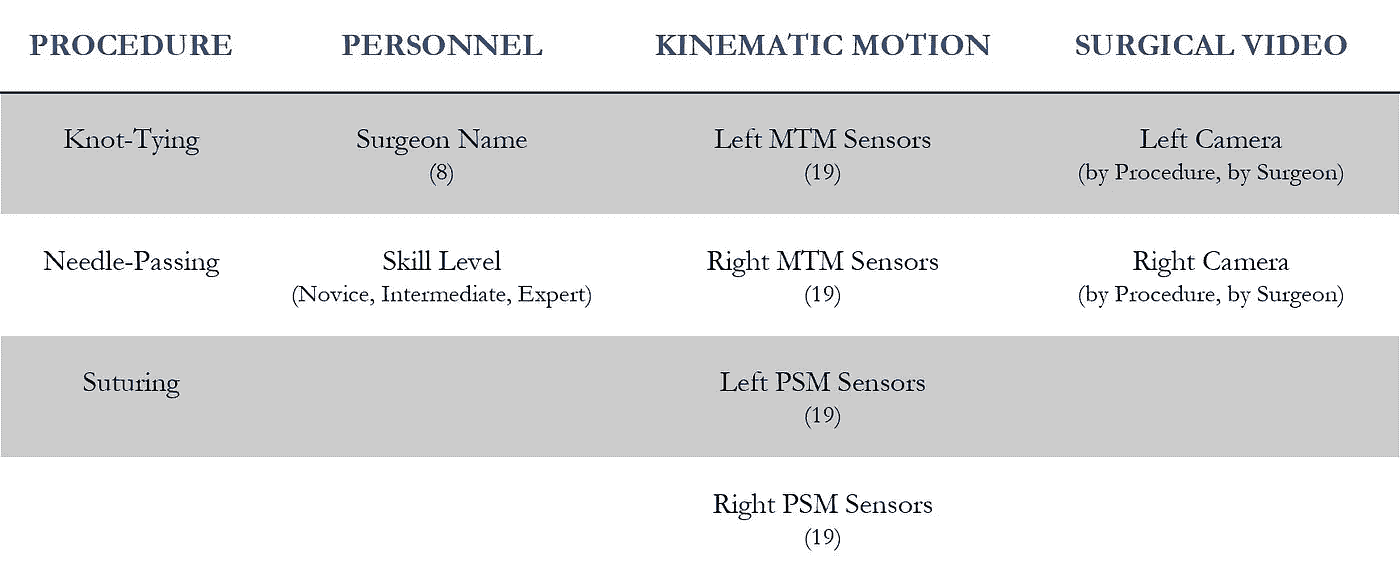 PROCEDURE PERSONNEL KINEMATIC MOTION SURGICAL VIDEO
Knot-Tying Surgeon Name Left MTM Sensors Left Camera
(8) (19) (by Procedure, by Surgeon)
Needle-Passing Skill Level Right MTM Sensors Right Camera
(Novice, Intermediate, Expert) (19) (by Procedure, by Surgeon)
Suturing Left PSM Sensors
(19)
Right PSM Sensors
(19)